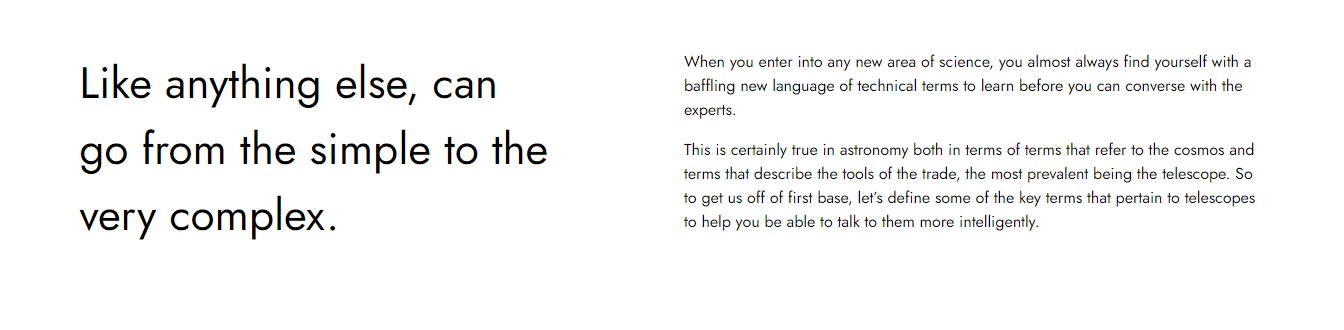 Like anything else, can
go from the simple to the
very complex.
When you enter into any new area of science, you almost always find yourself with a
baffling new language of technical terms to learn before you can converse with the
experts.
This is certainly true in astronomy both in terms of terms that refer to the cosmos and
terms that describe the tools of the trade, the most prevalent being the telescope. So
to get us off of first base, let’s define some of the key terms that pertain to telescopes
to help you be able to talk to them more intelligently.